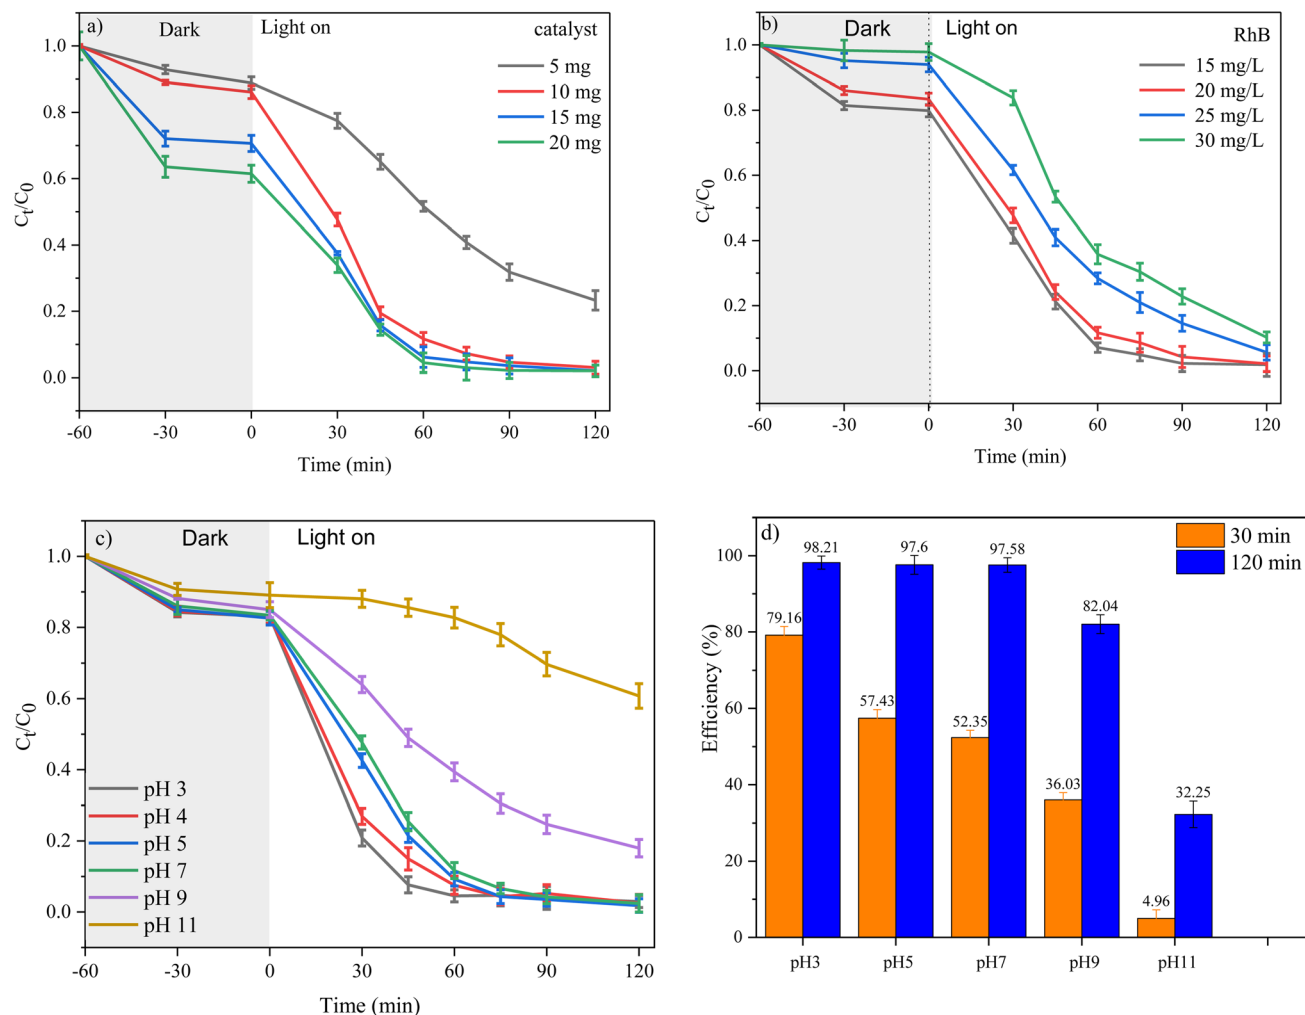 a)
Dark
Light on
catalyst
5 mg
10 mg
15 mg
20 mg
1.0
0.8
0.6
0.4
0.2
0.0
Ct/C0
-60
-30
0
30
60
90
120
Time (min)
b)
Dark
Light on
RhB
15 mg/L
20 mg/L
25 mg/L
30 mg/L
1.0
0.8
0.6
0.4
0.2
0.0
Ct/C0
-60
-30
0
30
60
90
120
Time (min)
c)
Dark
Light on
1.0
0.8
0.6
0.4
0.2
0.0
Ct/C0
pH 3
pH 4
pH 5
pH 7
pH 9
pH 11
-60
-30
0
30
60
90
120
Time (min)
d)
30 min
120 min
100
80
60
40
20
0
Efficiency (%)
79.16
98.21
57.43
97.6
52.35
97.58
36.03
82.04
4.96
32.25
pH3
pH5
pH7
pH9
pH11